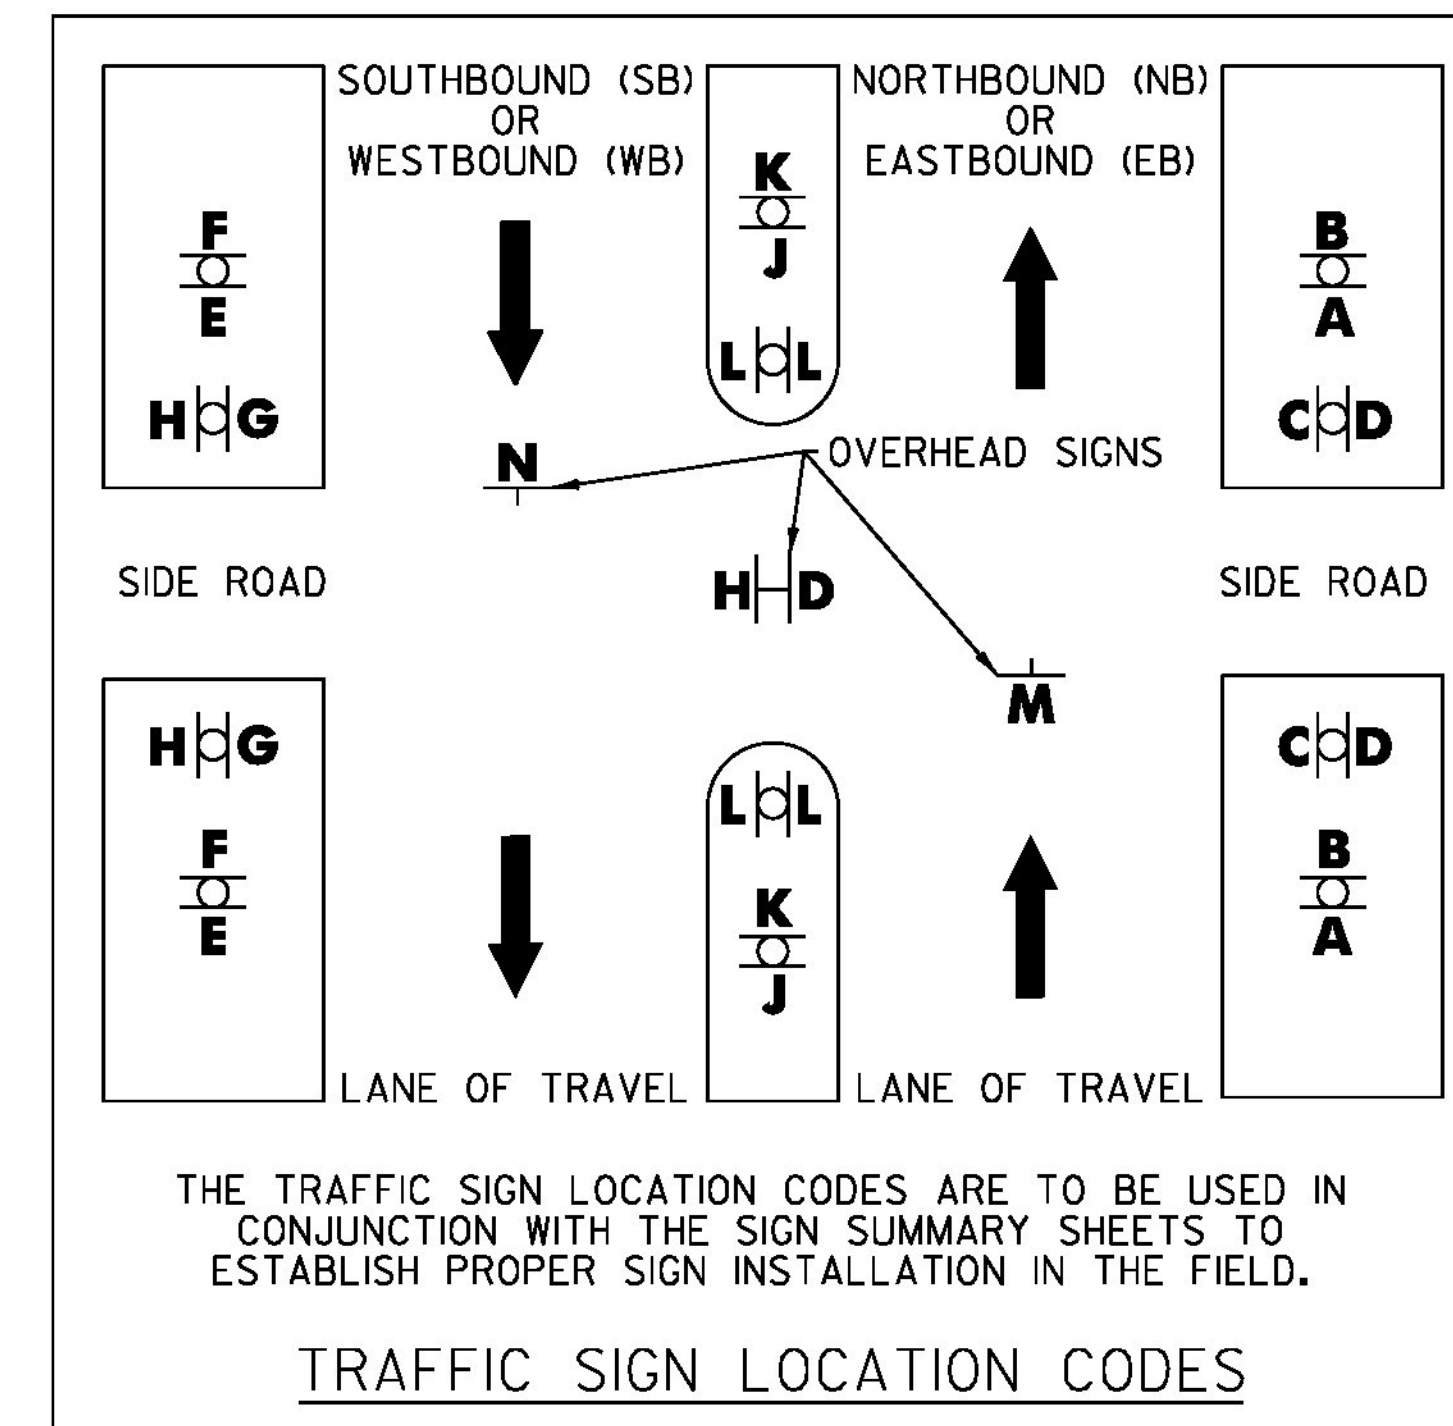 SOUTHBOUND (SB)
OR
WESTBOUND (WB)
NORTHBOUND (NB)
OR
EASTBOUND (EB)
K
J
F
E
B
A
L L
H G
C D
N
OVERHEAD SIGNS
SIDE ROAD
H D
SIDE ROAD
M
H G
C D
L L
F
E
B
A
K
J
LANE OF TRAVEL
LANE OF TRAVEL
THE TRAFFIC SIGN LOCATION CODES ARE TO BE USED IN
CONJUNCTION WITH THE SIGN SUMMARY SHEETS TO
ESTABLISH PROPER SIGN INSTALLATION IN THE FIELD.
TRAFFIC SIGN LOCATION CODES